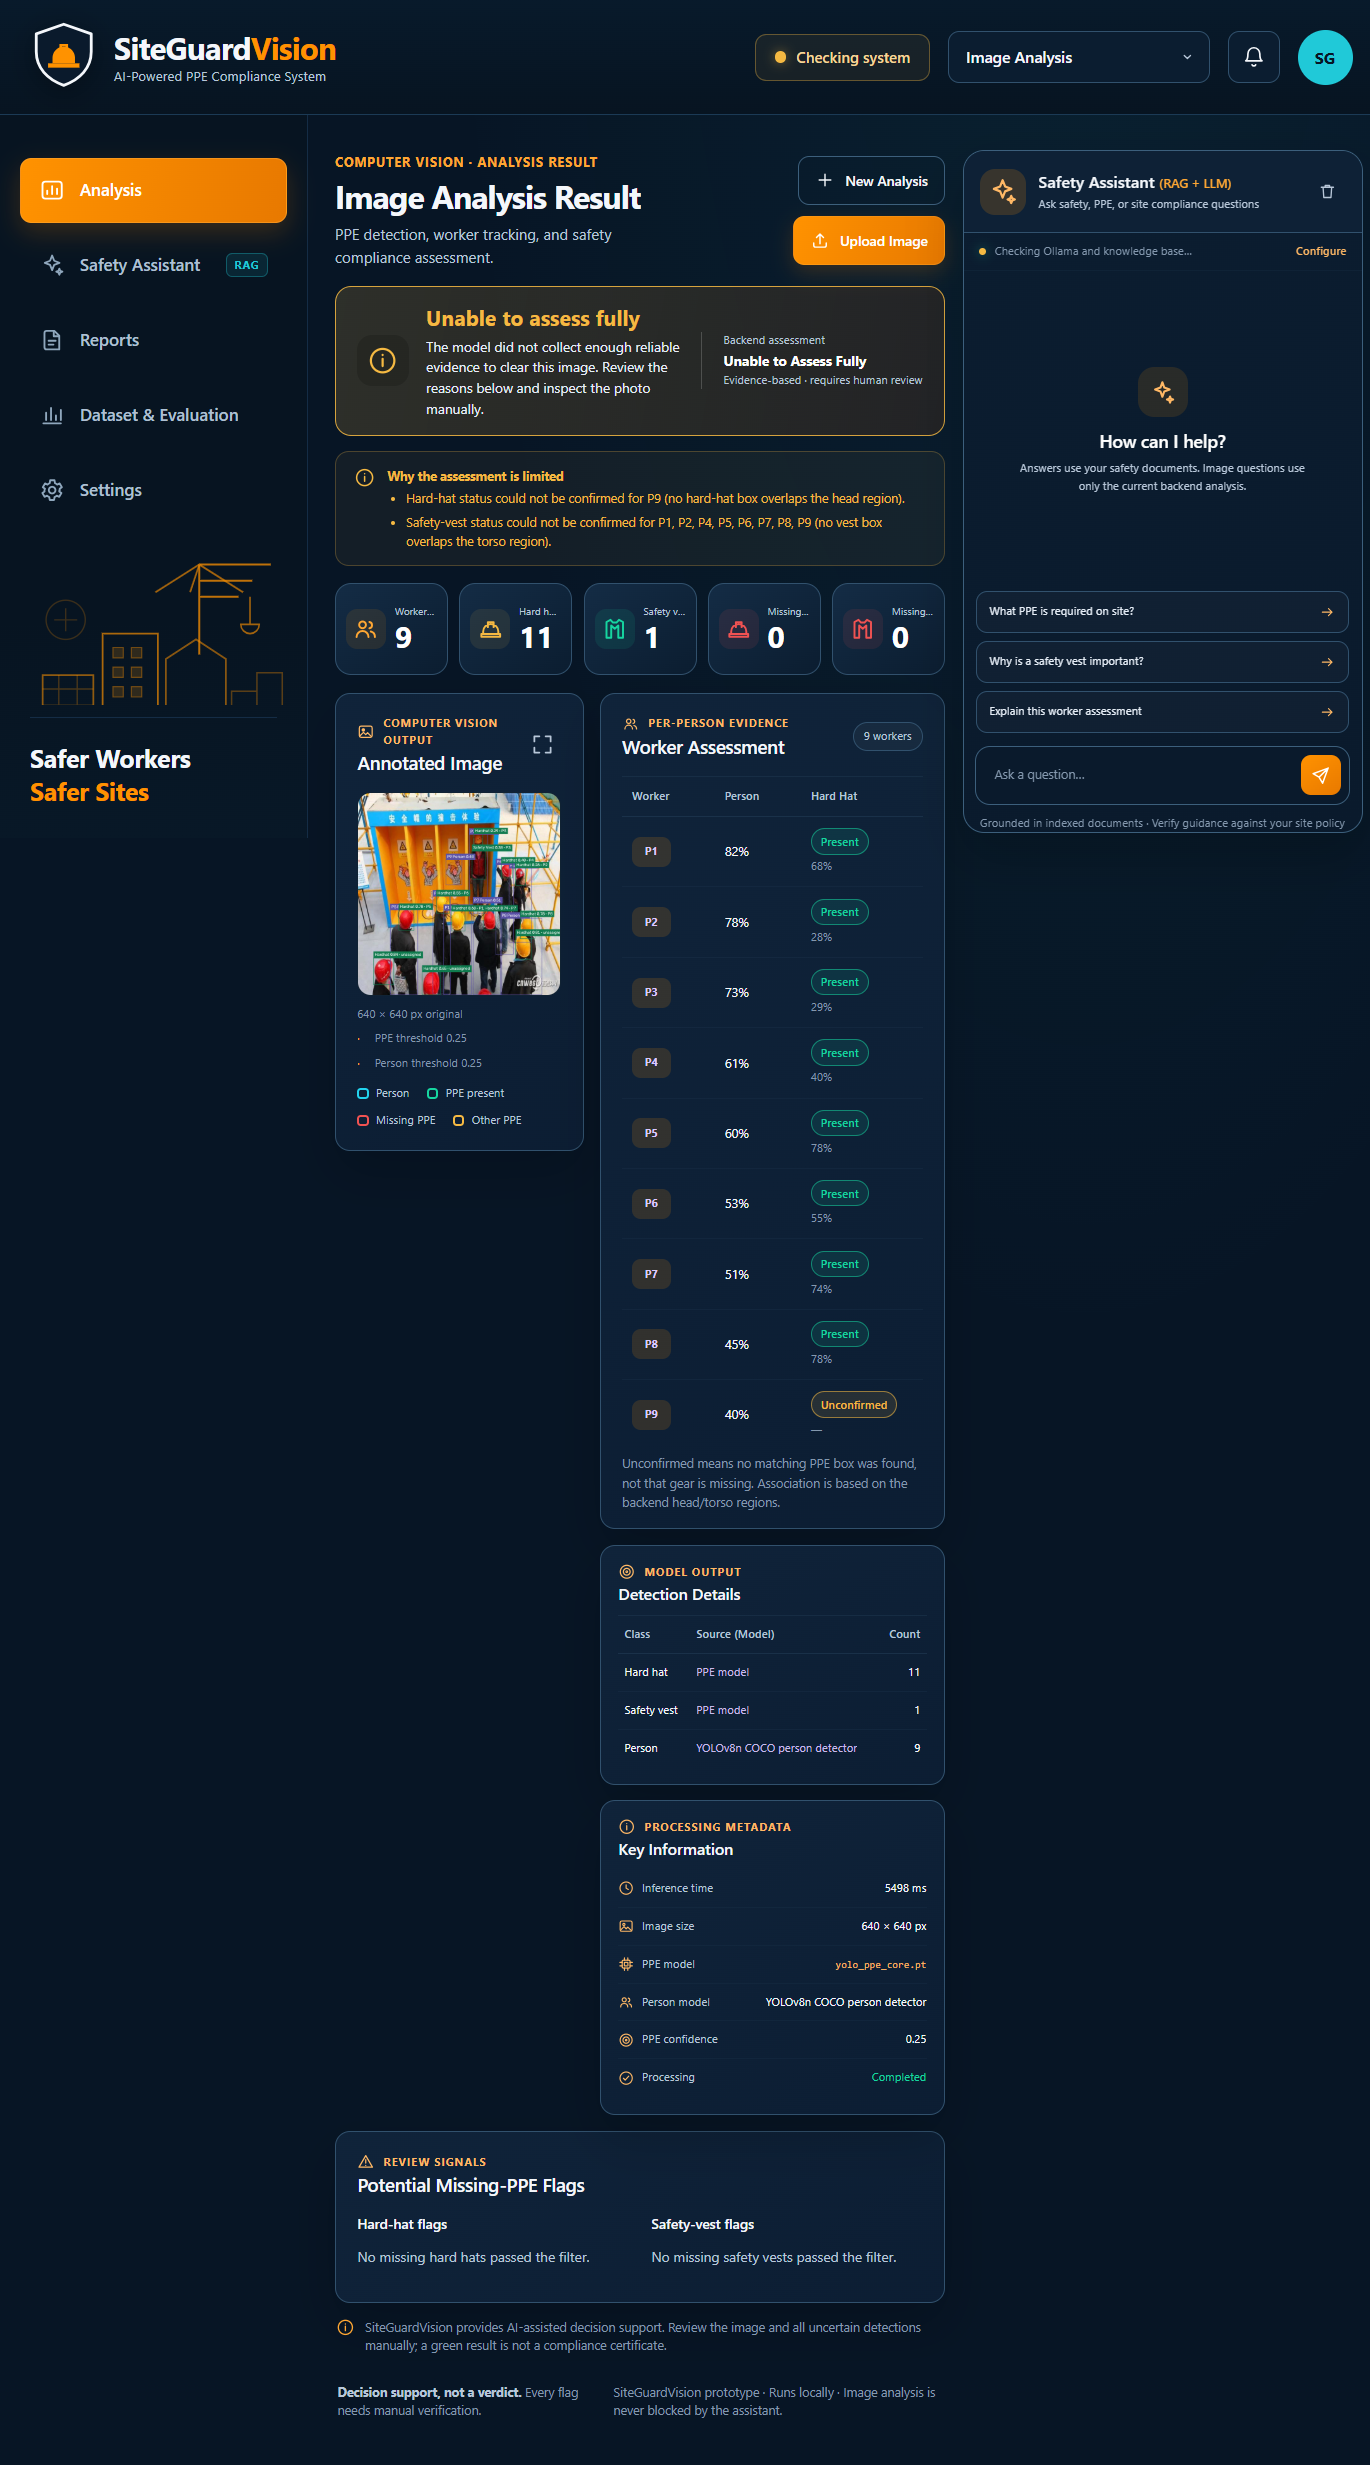 SiteGuardVision
AI-Powered PPE Compliance System
Checking system
Image Analysis
SG
Analysis
Safety Assistant
RAG
Reports
Dataset & Evaluation
Settings
Safer Workers
Safer Sites
COMPUTER VISION · ANALYSIS RESULT
Image Analysis Result
PPE detection, worker tracking, and safety
compliance assessment.
New Analysis
Upload Image
Unable to assess fully
The model did not collect enough reliable
evidence to clear this image. Review the
reasons below and inspect the photo
manually.
Backend assessment
Unable to Assess Fully
Evidence-based · requires human review
Why the assessment is limited
• Hard-hat status could not be confirmed for P9 (no hard-hat box overlaps the head region).
• Safety-vest status could not be confirmed for P1, P2, P4, P5, P6, P7, P8, P9 (no vest box
overlaps the torso region).
Worker...
9
Hard h...
11
Safety v...
1
Missing...
0
Missing...
0
COMPUTER VISION
OUTPUT
Annotated Image
安全帽的撞击体验
640 × 640 px original
· PPE threshold 0.25
· Person threshold 0.25
Person
PPE present
Missing PPE
Other PPE
PER-PERSON EVIDENCE
Worker Assessment
9 workers
Worker Person Hard Hat
P1 82% Present
68%
P2 78% Present
28%
P3 73% Present
29%
P4 61% Present
40%
P5 60% Present
78%
P6 53% Present
55%
P7 51% Present
74%
P8 45% Present
78%
P9 40% Unconfirmed
—
Unconfirmed means no matching PPE box was found,
not that gear is missing. Association is based on the
backend head/torso regions.
MODEL OUTPUT
Detection Details
Class Source (Model) Count
Hard hat PPE model 11
Safety vest PPE model 1
Person YOLOv8n COCO person detector 9
PROCESSING METADATA
Key Information
Inference time 5498 ms
Image size 640 × 640 px
PPE model yolo_ppe_core.pt
Person model YOLOv8n COCO person detector
PPE confidence 0.25
Processing Completed
REVIEW SIGNALS
Potential Missing-PPE Flags
Hard-hat flags
No missing hard hats passed the filter.
Safety-vest flags
No missing safety vests passed the filter.
SiteGuardVision provides AI-assisted decision support. Review the image and all uncertain detections
manually; a green result is not a compliance certificate.
Decision support, not a verdict. Every flag
needs manual verification.
SiteGuardVision prototype · Runs locally · Image analysis is
never blocked by the assistant.
Safety Assistant (RAG + LLM)
Ask safety, PPE, or site compliance questions
Checking Ollama and knowledge base...
Configure
How can I help?
Answers use your safety documents. Image questions use
only the current backend analysis.
What PPE is required on site?
Why is a safety vest important?
Explain this worker assessment
Ask a question...
Grounded in indexed documents · Verify guidance against your site policy